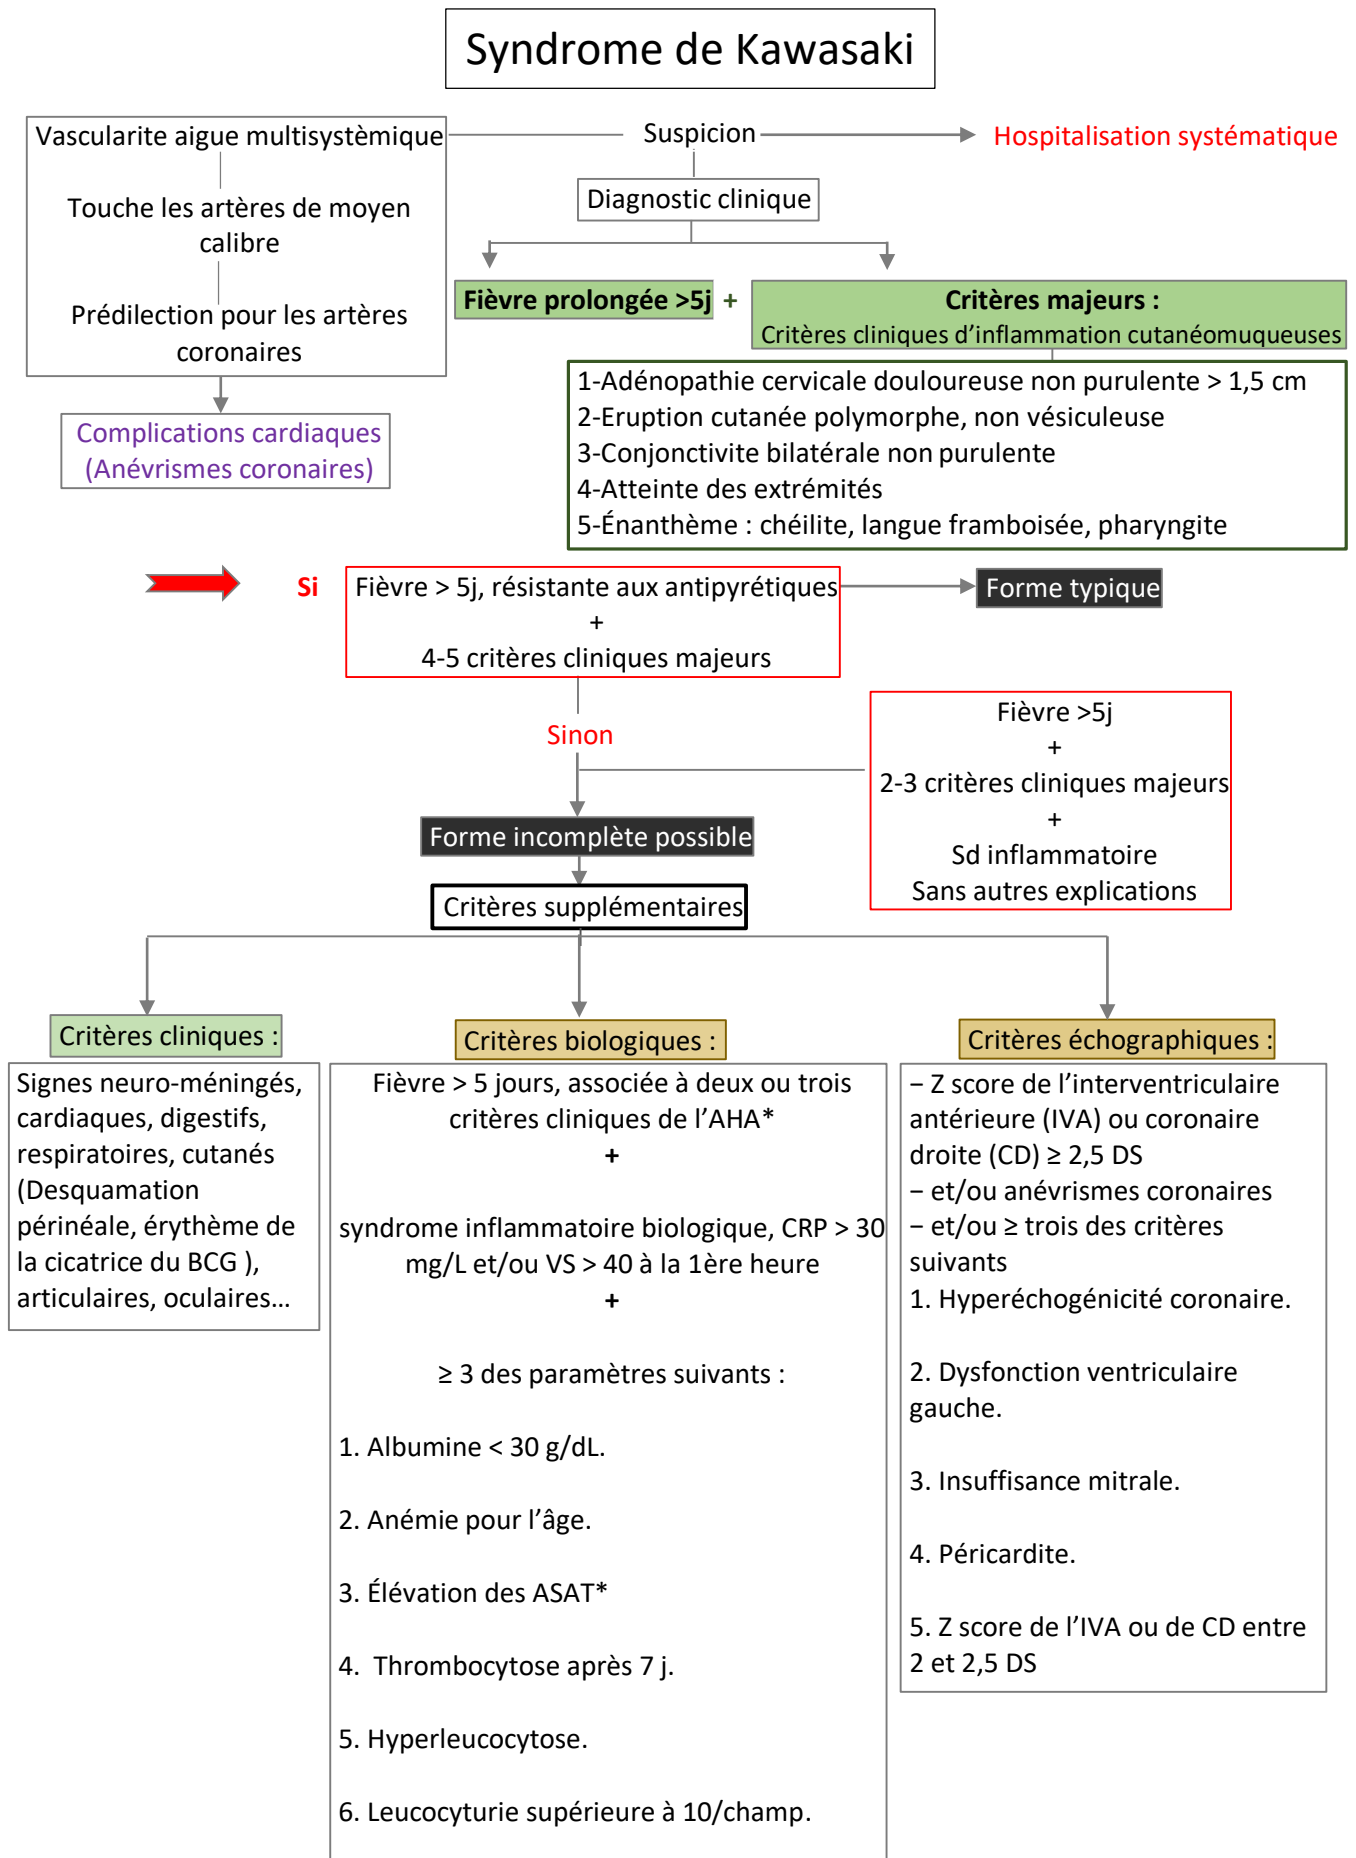 Syndrome de Kawasaki
Vascularite aigue multisystèmique
Touche les artères de moyen
calibre
Prédilection pour les artères
coronaires
Complications cardiaques
(Anévrismes coronaires)
Suspicion
Hospitalisation systématique
Diagnostic clinique
Fièvre prolongée >5j
+
Critères majeurs :
Critères cliniques d’inflammation cutanéomuqueuses
1-Adénopathie cervicale douloureuse non purulente > 1,5 cm
2-Eruption cutanée polymorphe, non vésiculeuse
3-Conjonctivite bilatérale non purulente
4-Atteinte des extrémités
5-Énanthème : chéilite, langue framboisée, pharyngite
Si
Fièvre > 5j, résistante aux antipyrétiques
+
4-5 critères cliniques majeurs
Forme typique
Sinon
Fièvre >5j
+
2-3 critères cliniques majeurs
+
Sd inflammatoire
Sans autres explications
Forme incomplète possible
Critères supplémentaires
Critères cliniques :
Signes neuro-méningés,
cardiaques, digestifs,
respiratoires, cutanés
(Desquamation
périnéale, érythème de
la cicatrice du BCG ),
articulaires, oculaires…
Critères biologiques :
Fièvre > 5 jours, associée à deux ou trois
critères cliniques de l’AHA*
+
syndrome inflammatoire biologique, CRP > 30
mg/L et/ou VS > 40 à la 1ère heure
+
≥ 3 des paramètres suivants :
1. Albumine < 30 g/dL.
2. Anémie pour l’âge.
3. Élévation des ASAT*
4. Thrombocytose après 7 j.
5. Hyperleucocytose.
6. Leucocyturie supérieure à 10/champ.
Critères échographiques :
− Z score de l’interventriculaire
antérieure (IVA) ou coronaire
droite (CD) ≥ 2,5 DS
− et/ou anévrismes coronaires
− et/ou ≥ trois des critères
suivants
1. Hyperéchogénicité coronaire.
2. Dysfonction ventriculaire
gauche.
3. Insuffisance mitrale.
4. Péricardite.
5. Z score de l’IVA ou de CD entre
2 et 2,5 DS